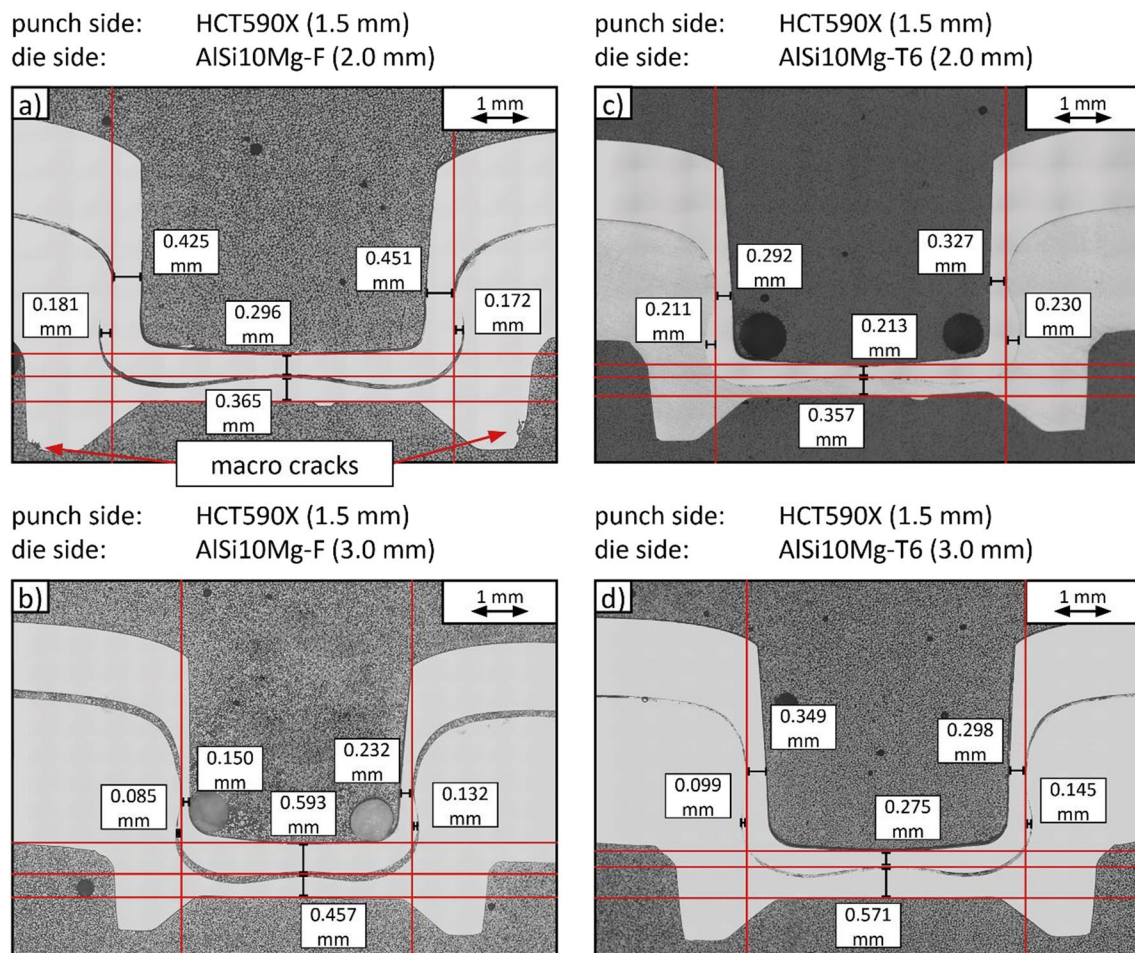 punch side: HCT590X (1.5 mm)
die side: AlSi10Mg-F (2.0 mm)
a)
1 mm
0.425
mm
0.451
mm
0.181
mm
0.296
mm
0.172
mm
0.365
mm
macro cracks
punch side: HCT590X (1.5 mm)
die side: AlSi10Mg-T6 (2.0 mm)
c)
1 mm
0.292
mm
0.327
mm
0.211
mm
0.213
mm
0.230
mm
0.357
mm
punch side: HCT590X (1.5 mm)
die side: AlSi10Mg-F (3.0 mm)
b)
1 mm
0.150
mm
0.232
mm
0.085
mm
0.593
mm
0.132
mm
0.457
mm
punch side: HCT590X (1.5 mm)
die side: AlSi10Mg-T6 (3.0 mm)
d)
1 mm
0.349
mm
0.298
mm
0.099
mm
0.275
mm
0.145
mm
0.571
mm